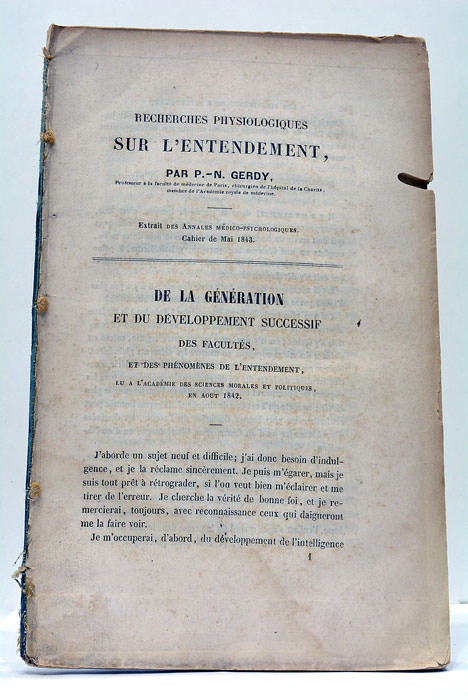 RECHERCHES PHYSIOLOGIQUES
SUR L'ENTENDEMENT,
PAR P.-N. GERDY,
Professeur à la faculté de médecine de Paris, chirurgien de l'hôpital de la Charité,
membre de l'Académie royale de médecine.
Extrait des Annales médico-psychologiques.
Cahier de Mai 1843.
DE LA GÉNÉRATION
ET DU DÉVELOPPEMENT SUCCESSIF
DES FACULTÉS,
ET DES PHÉNOMÈNES DE L'ENTENDEMENT,
LU A L'ACADÉMIE DES SCIENCES MORALES ET POLITIQUES,
EN AOUT 1842.
J'aborde un sujet neuf et difficile; j'ai donc besoin d'indul-
gence, et je la réclame sincèrement. Je puis m'égarer, mais je
suis tout prêt à rétrograder, si l'on veut bien m'éclairer et me
tirer de l'erreur. Je cherche la vérité de bonne foi, et je re-
mercierai, toujours, avec reconnaissance ceux qui daigneront
me la faire voir.
Je m'occuperai, d'abord, du développement de l'intelligence
1